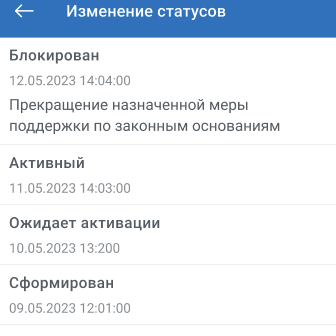 Изменение статусов
Блокирован
12.05.2023 14:04:00
Прекращение назначенной меры
поддержки по законным основаниям
Активный
11.05.2023 14:03:00
Ожидает активации
10.05.2023 13:200
Сформирован
09.05.2023 12:01:00